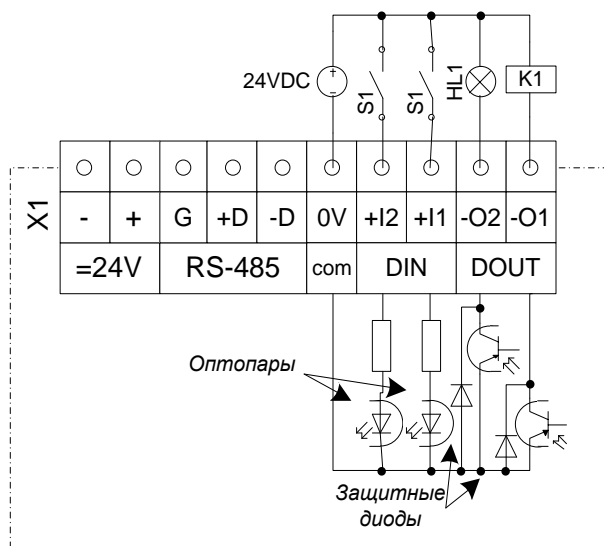 24VDC
+
−
S1
S1
HL1
K1
X1
- + G +D -D 0V +I2 +I1 -O2 -O1
=24V RS-485 com DIN DOUT
Оптопары
Защитные
диоды